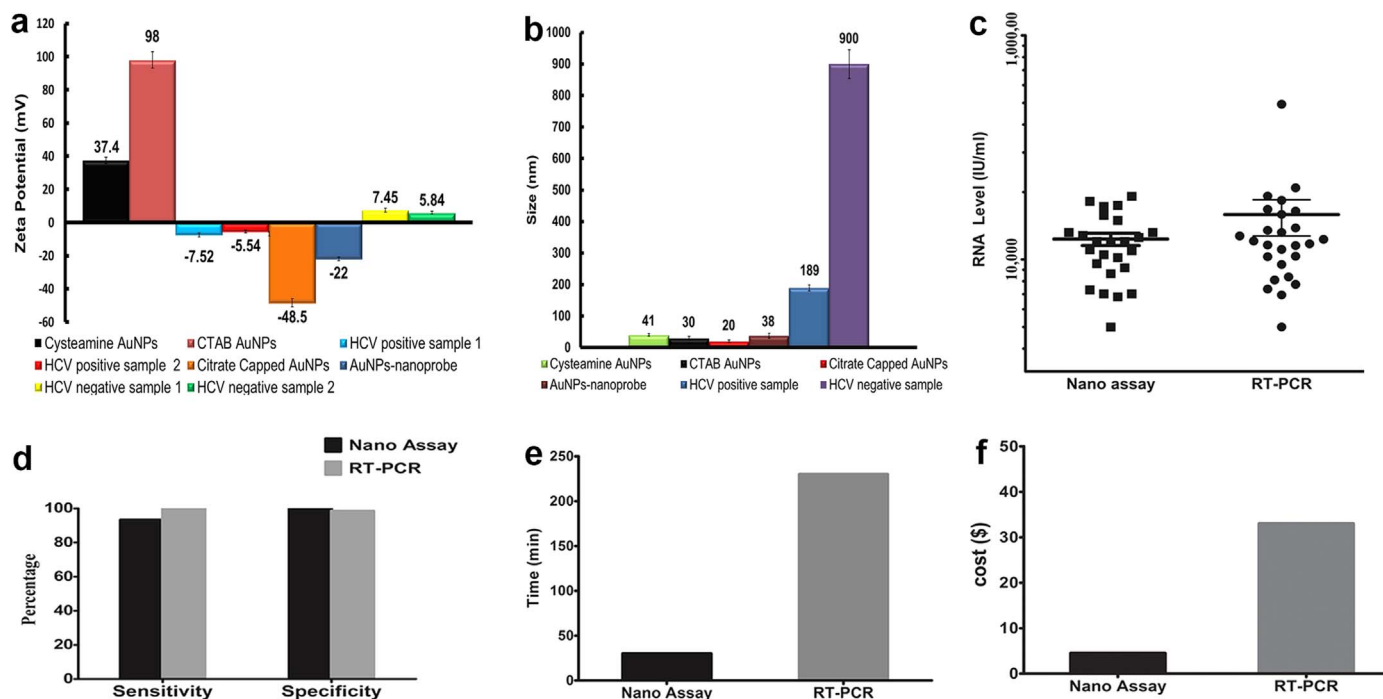 a
Zeta Potential (mV)
120
100
80
60
40
20
0
-20
-40
-60
37.4
98
-7.52
-5.54
-48.5
-22
7.45
5.84
Cysteamine AuNPs
CTAB AuNPs
HCV positive sample 1
HCV positive sample 2
Citrate Capped AuNPs
AuNPs-nanoprobe
HCV negative sample 1
HCV negative sample 2
b
Size (nm)
1000
900
800
700
600
500
400
300
200
100
0
41
30
20
38
189
900
Cysteamine AuNPs
CTAB AuNPs
Citrate Capped AuNPs
AuNPs-nanoprobe
HCV positive sample
HCV negative sample
c
RNA Level (IU/ml)
1,000,00
10,000
Nano assay
RT-PCR
d
Nano Assay
RT-PCR
Percentage
100
80
60
40
20
0
Sensitivity
Specificity
e
Time (min)
250
200
150
100
50
0
Nano Assay
RT-PCR
f
cost ($)
50
40
30
20
10
0
Nano Assay
RT-PCR